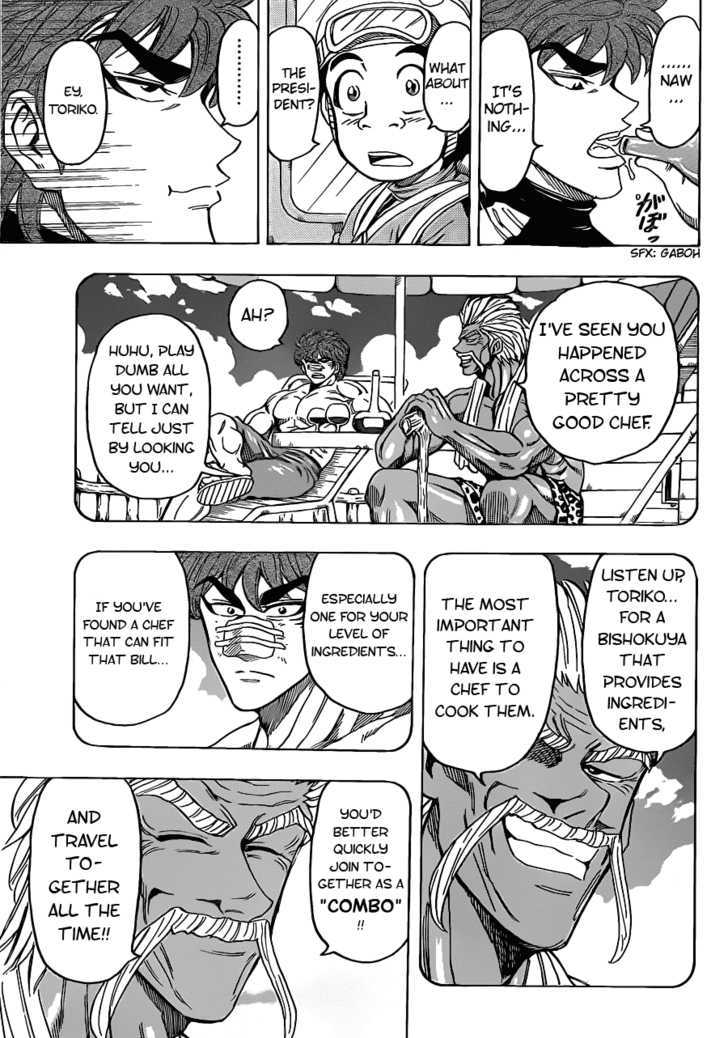 ......
NAW
...
IT'S
NOTH-
ING...
がぼっ
SFX: GABOH
WHAT
ABOUT
...
THE
PRESI-
DENT?
.........
EY,
TORIKO.
I'VE SEEN YOU
HAPPENED
ACROSS A
PRETTY
GOOD CHEF.
AH?
HUHU, PLAY
DUMB ALL
YOU WANT,
BUT I CAN
TELL JUST
BY LOOKING
YOU...
LISTEN UP,
TORIKO...
FOR A
BISHOKUYA
THAT
PROVIDES
INGREDI-
ENTS,
THE MOST
IMPORTANT
THING TO
HAVE IS A
CHEF TO
COOK THEM.
ESPECIALLY
ONE FOR YOUR
LEVEL OF
INGREDIENTS...
IF YOU'VE
FOUND A CHEF
THAT CAN FIT
THAT BILL...
YOU'D
BETTER
QUICKLY
JOIN TO-
GETHER AS A
"COMBO"
!!
AND
TRAVEL
TO-
GETHER
ALL THE
TIME!!